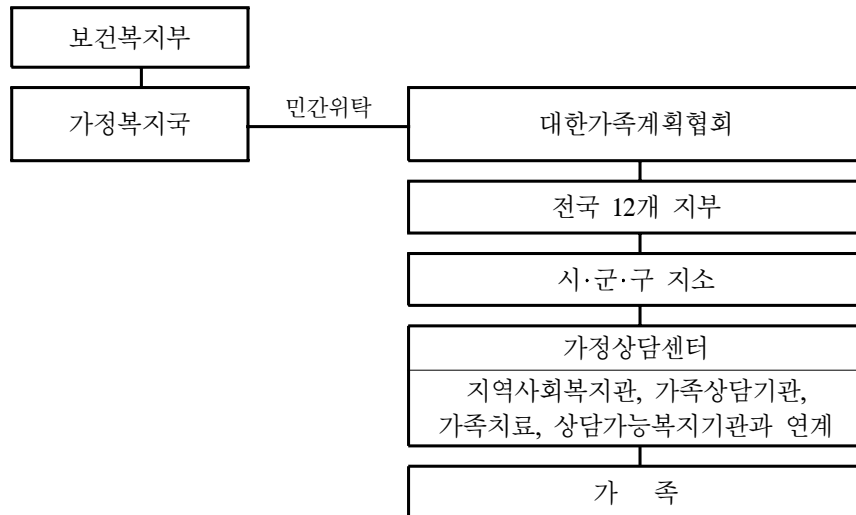 보건복지부
가정복지국
민간위탁
대한가족계획협회
전국 12개 지부
시·군·구 지소
가정상담센터
지역사회복지관, 가족상담기관,
가족치료, 상담가능복지기관과 연계
가 족